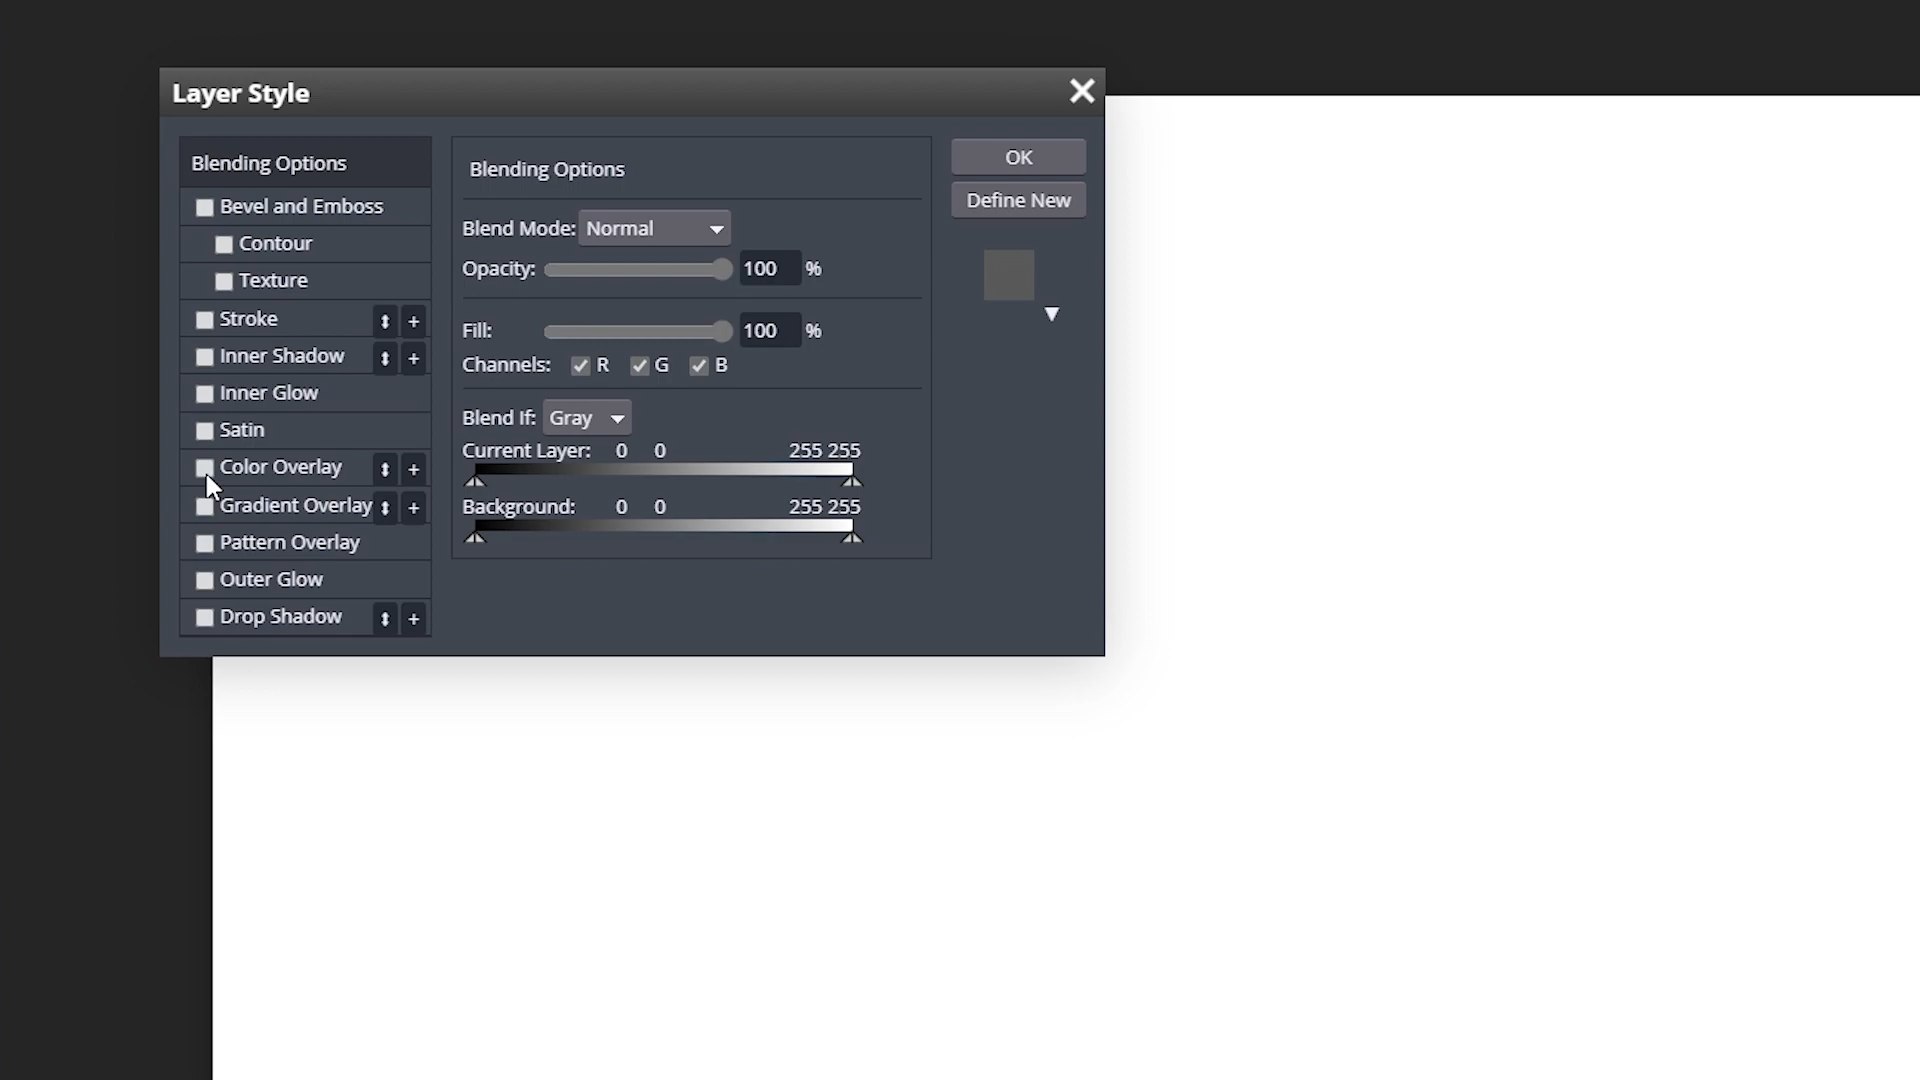 Layer Style
Blending Options
Bevel and Emboss
Contour
Texture
Stroke +
Inner Shadow +
Inner Glow
Satin
Color Overlay +
Gradient Overlay +
Pattern Overlay
Outer Glow
Drop Shadow +
Blending Options
Blend Mode: Normal
Opacity: 100 %
Fill: 100 %
Channels: R G B
Blend If: Gray
Current Layer: 0 0 255 255
Background: 0 0 255 255
OK
Define New